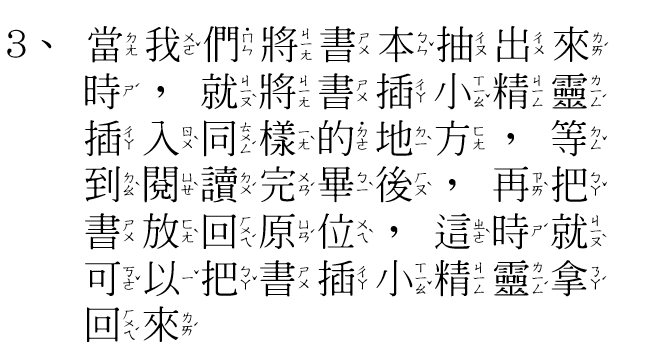 3、 當我們將書本抽出來
時，就將書插小精靈
插入同樣的地方，等
到閱讀完畢後，再把
書放回原位，這時就
可以把書插小精靈拿
回來